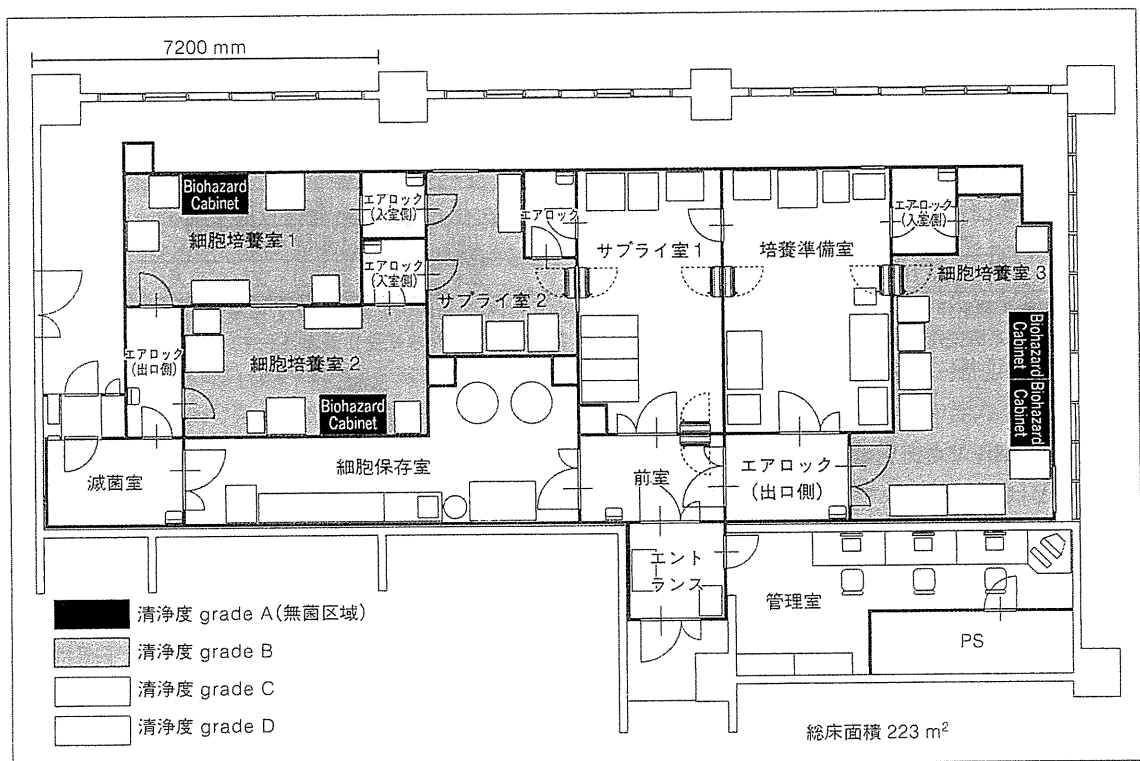 7200 mm
Biohazard
Cabinet
細胞培養室 1
エアロック
(入室側)
エアロック
(入室側)
サプライ室 2
エアロック
サプライ室 1
培養準備室
エアロック
(入室側)
細胞培養室 3
Biohazard
Cabinet
Biohazard
Cabinet
エアロック
(出口側)
細胞培養室 2
Biohazard
Cabinet
滅菌室
細胞保存室
前室
エアロック
(出口側)
エント
ランス
管理室
PS
清浄度 grade A(無菌区域)
清浄度 grade B
清浄度 grade C
清浄度 grade D
総床面積 223 m²